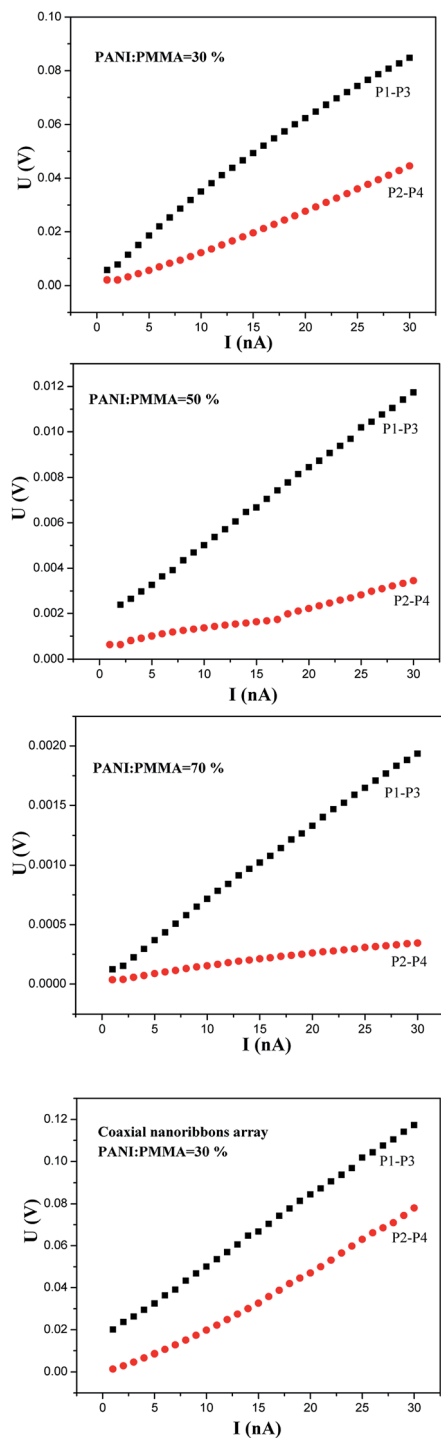 0.10
PANI:PMMA=30 %
0.08
P1-P3
0.06
U (V)
0.04
P2-P4
0.02
0.00
0 5 10 15 20 25 30
I (nA)
0.012
PANI:PMMA=50 %
0.010
P1-P3
0.008
U (V)
0.006
0.004
P2-P4
0.002
0.000
0 5 10 15 20 25 30
I (nA)
0.0020
PANI:PMMA=70 %
P1-P3
0.0015
U (V)
0.0010
0.0005
P2-P4
0.0000
0 5 10 15 20 25 30
I (nA)
0.12
Coaxial nanoribbons array
PANI:PMMA=30 %
P1-P3
0.10
0.08
U (V)
P2-P4
0.06
0.04
0.02
0.00
0 5 10 15 20 25 30
I (nA)